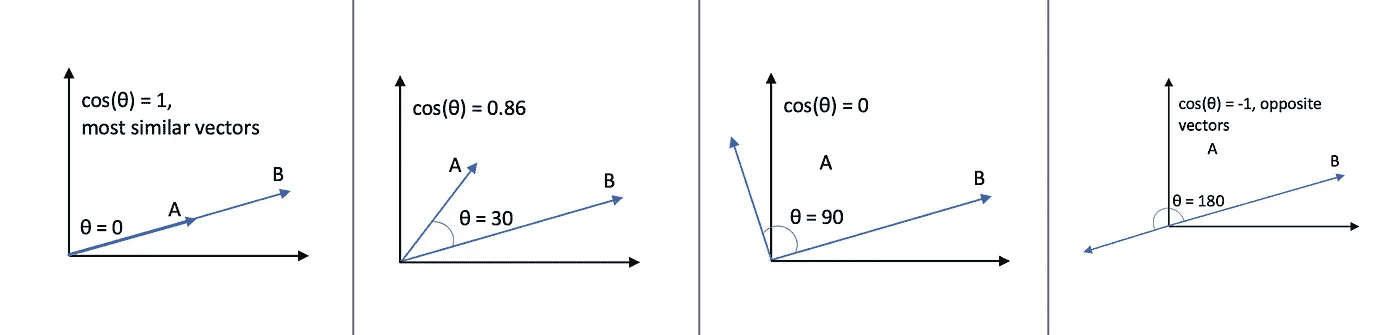 cos(θ) = 1,
most similar vectors
B
A
θ = 0
cos(θ) = 0.86
A
B
θ = 30
cos(θ) = 0
A
B
θ = 90
cos(θ) = -1, opposite
vectors
A
B
θ = 180